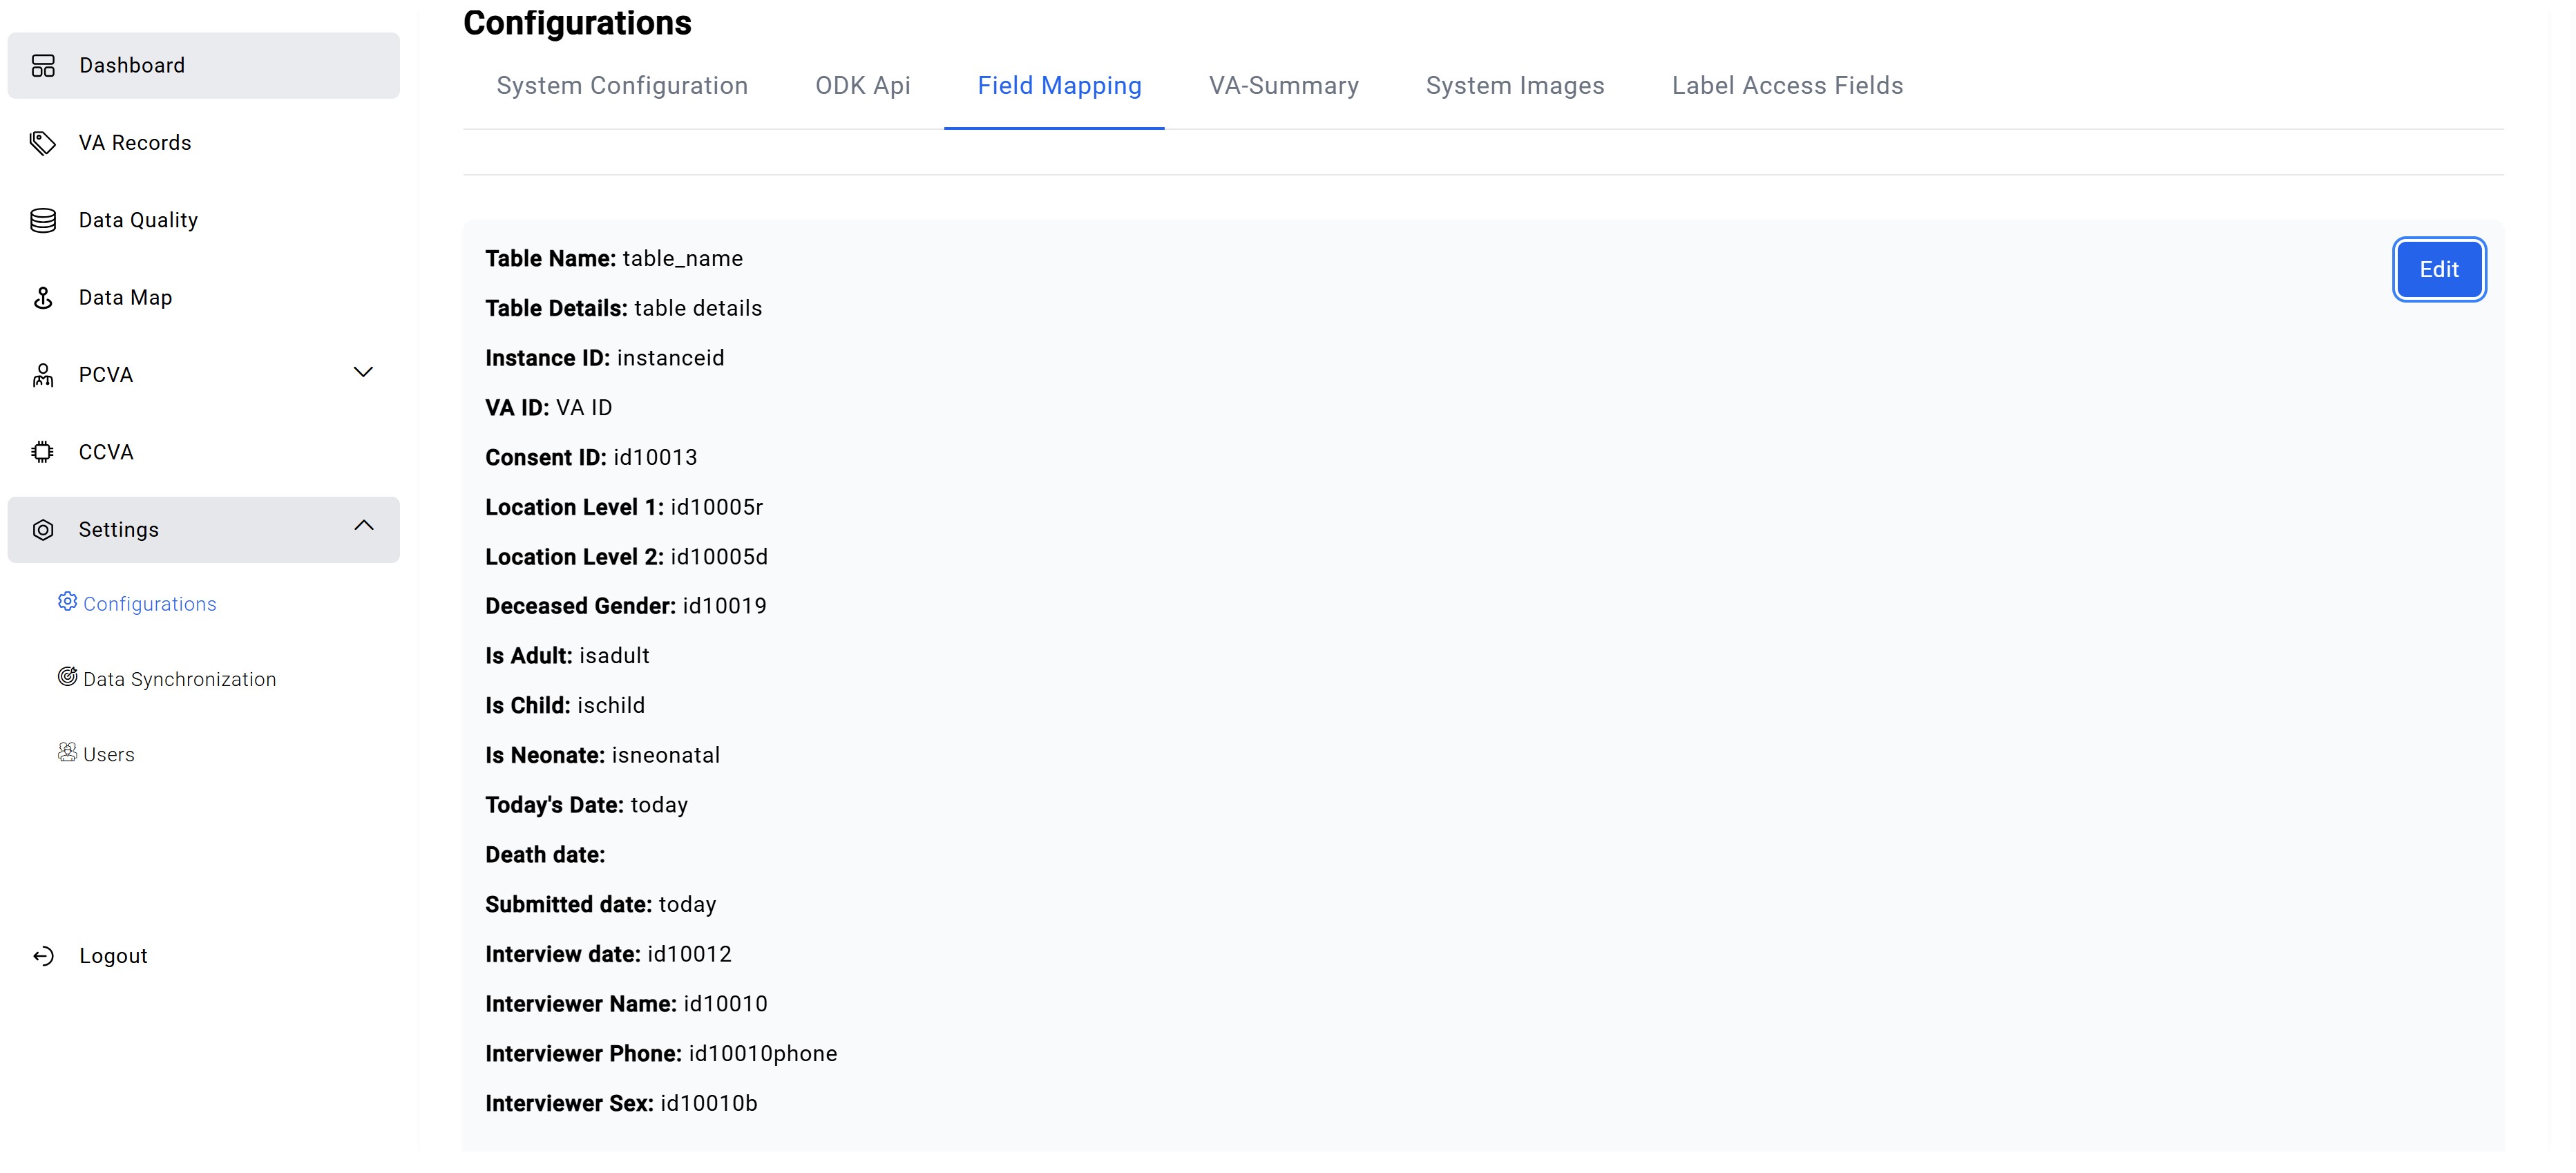 Dashboard
VA Records
Data Quality
Data Map
PCVA
CCVA
Settings
Configurations
Data Synchronization
Users
Logout
Configurations
System Configuration
ODK Api
Field Mapping
VA-Summary
System Images
Label Access Fields
Edit
Table Name: table_name
Table Details: table details
Instance ID: instanceid
VA ID: VA ID
Consent ID: id10013
Location Level 1: id10005r
Location Level 2: id10005d
Deceased Gender: id10019
Is Adult: isadult
Is Child: ischild
Is Neonate: isneonatal
Today's Date: today
Death date:
Submitted date: today
Interview date: id10012
Interviewer Name: id10010
Interviewer Phone: id10010phone
Interviewer Sex: id10010b